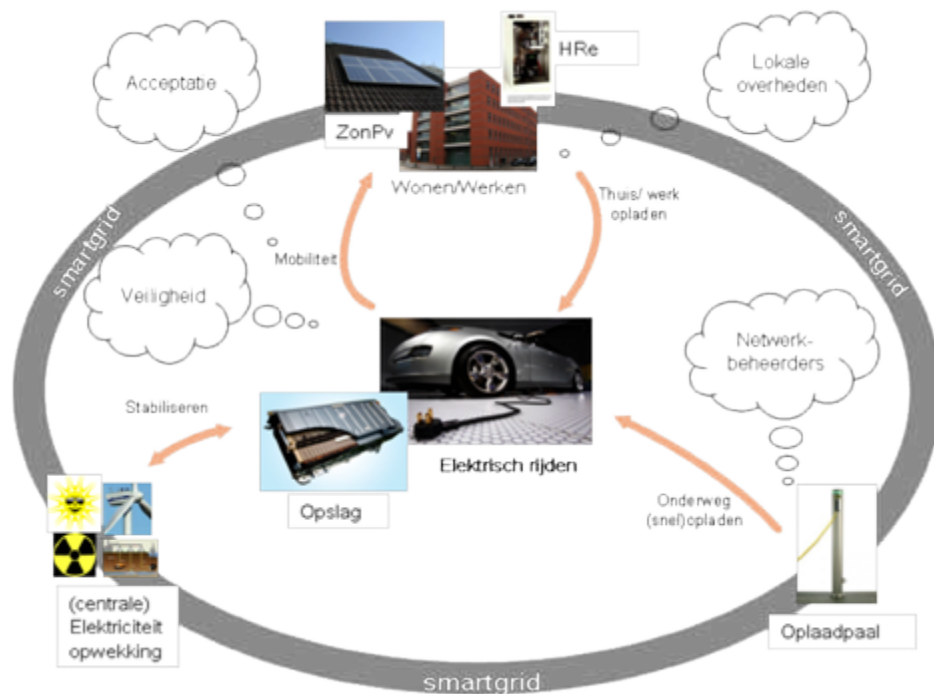 HRe
Acceptatie
Lokale
overheden
ZonPv
Wonen/Werken
Thuis/ werk
opladen
smartgrid
smartgrid
Mobiliteit
Veiligheid
Netwerk-
beheerders
Stabiliseren
Elektrisch rijden
Opslag
Onderweg
(snel)opladen
(centrale)
Elektriciteit
opwekking
Oplaadpaal
smartgrid